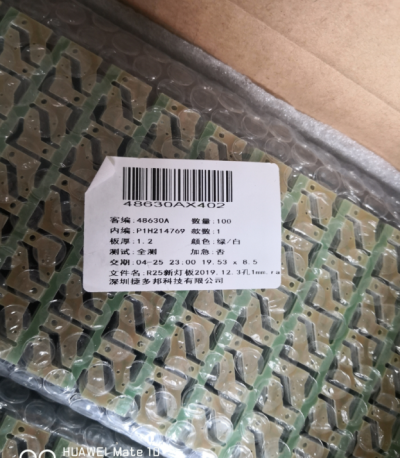 48630AX402
客编:48630A 数量:100
内编:P1H214769 款数:1
板厚:1.2 颜色:绿/白
测试:全测 加急:否
交期:04-25 23:00 19.53 x 8.5
文件名:R25新灯板2019.12.3孔1mm.ra
深圳捷多邦科技有限公司
HUAWEI Mate 10